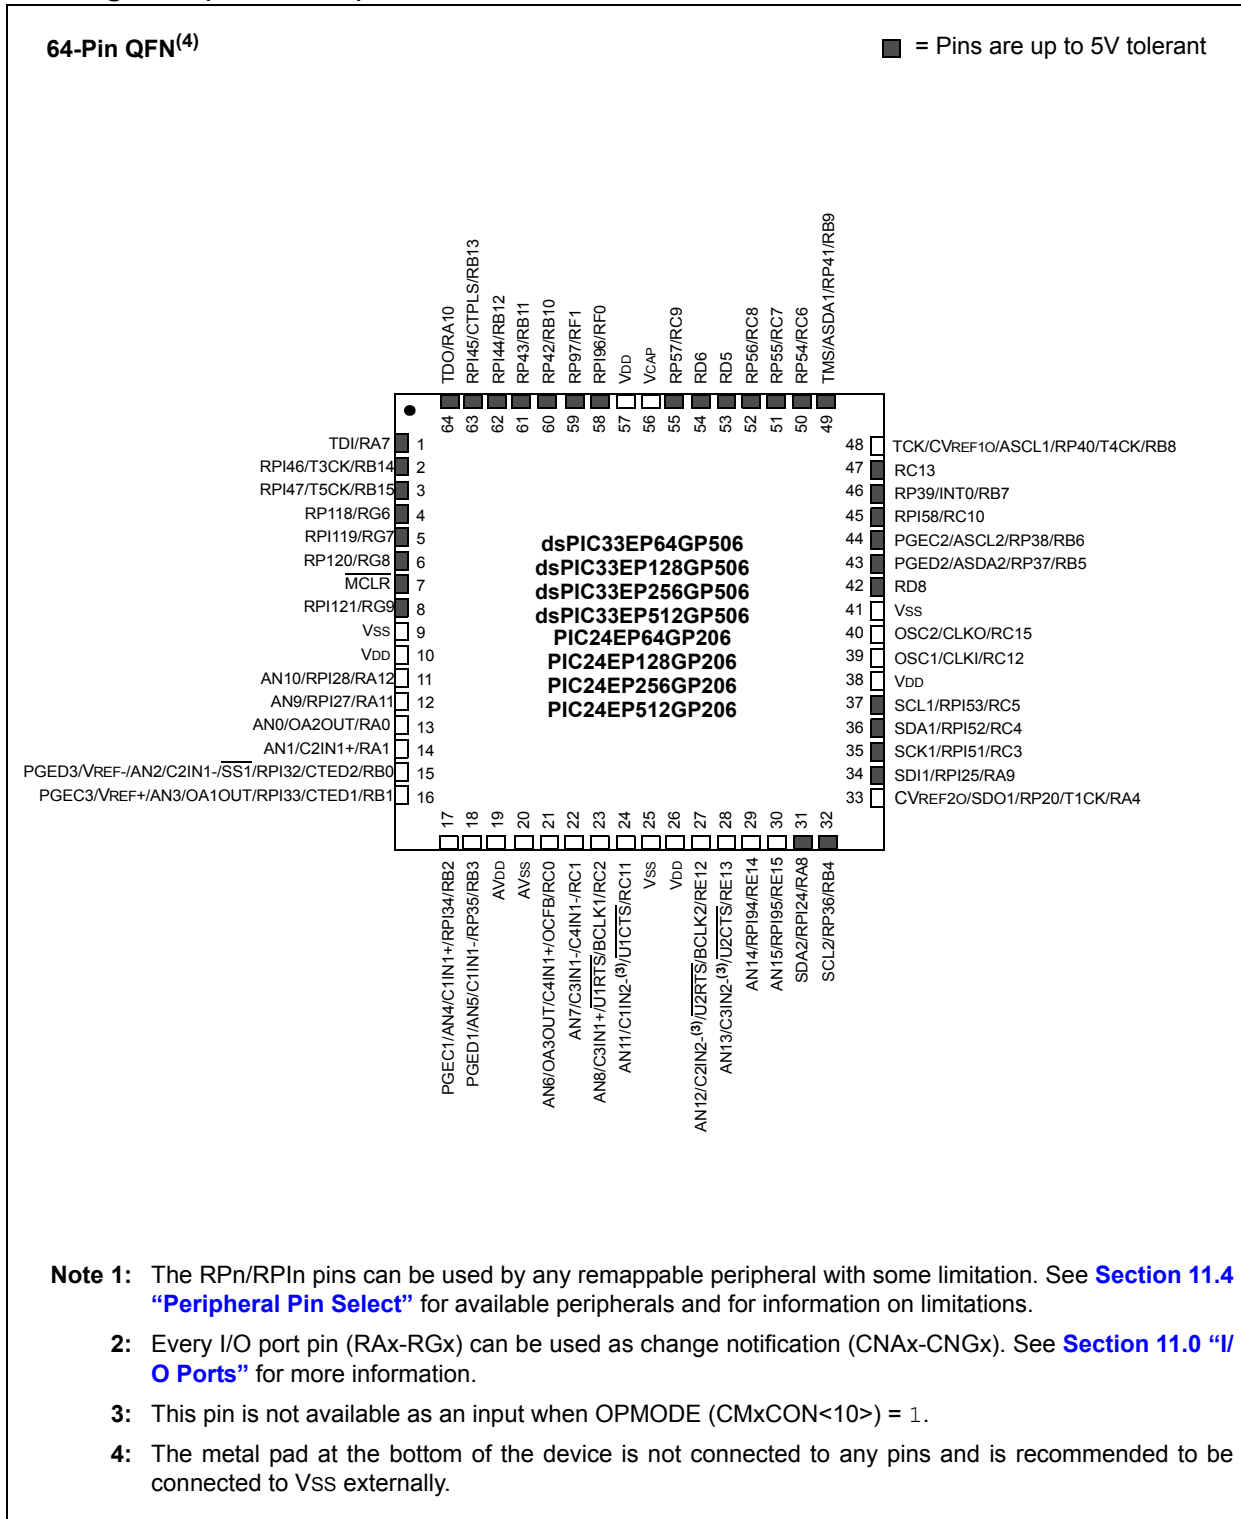 64-Pin QFN(4)
= Pins are up to 5V tolerant
TDO/RA10
RPI45/CTPLS/RB13
RPI44/RB12
RP43/RB11
RP42/RB10
RP97/RF1
RPI96/RF0
VDD
VCAP
RP57/RC9
RD6
RD5
RP56/RC8
RP55/RC7
RP54/RC6
TMS/ASDA1/RP41/RB9
64
63
62
61
60
59
58
57
56
55
54
53
52
51
50
49
TDI/RA7 1
RPI46/T3CK/RB14 2
RPI47/T5CK/RB15 3
RP118/RG6 4
RPI119/RG7 5
RP120/RG8 6
MCLR 7
RPI121/RG9 8
VSS 9
VDD 10
AN10/RPI28/RA12 11
AN9/RPI27/RA11 12
AN0/OA2OUT/RA0 13
AN1/C2IN1+/RA1 14
PGED3/VREF-/AN2/C2IN1-/SS1/RPI32/CTED2/RB0 15
PGEC3/VREF+/AN3/OA1OUT/RPI33/CTED1/RB1 16
dsPIC33EP64GP506
dsPIC33EP128GP506
dsPIC33EP256GP506
dsPIC33EP512GP506
PIC24EP64GP206
PIC24EP128GP206
PIC24EP256GP206
PIC24EP512GP206
48 TCK/CVREF1O/ASCL1/RP40/T4CK/RB8
47 RC13
46 RP39/INT0/RB7
45 RPI58/RC10
44 PGEC2/ASCL2/RP38/RB6
43 PGED2/ASDA2/RP37/RB5
42 RD8
41 VSS
40 OSC2/CLKO/RC15
39 OSC1/CLKI/RC12
38 VDD
37 SCL1/RPI53/RC5
36 SDA1/RPI52/RC4
35 SCK1/RPI51/RC3
34 SDI1/RPI25/RA9
33 CVREF2O/SDO1/RP20/T1CK/RA4
17
18
19
20
21
22
23
24
25
26
27
28
29
30
31
32
PGEC1/AN4/C1IN1+/RPI34/RB2
PGED1/AN5/C1IN1-/RP35/RB3
AVDD
AVSS
AN6/OA3OUT/C4IN1+/OCFB/RC0
AN7/C3IN1-/C4IN1-/RC1
AN8/C3IN1+/U1RTS/BCLK1/RC2
AN11/C1IN2-(3)/U1CTS/RC11
VSS
VDD
AN12/C2IN2-(3)/U2RTS/BCLK2/RE12
AN13/C3IN2-(3)/U2CTS/RE13
AN14/RPI94/RE14
AN15/RPI95/RE15
SDA2/RPI24/RA8
SCL2/RP36/RB4
Note 1: The RPn/RPIn pins can be used by any remappable peripheral with some limitation. See Section 11.4
“Peripheral Pin Select” for available peripherals and for information on limitations.
2: Every I/O port pin (RAx-RGx) can be used as change notification (CNAx-CNGx). See Section 11.0 “I/
O Ports” for more information.
3: This pin is not available as an input when OPMODE (CMxCON<10>) = 1.
4: The metal pad at the bottom of the device is not connected to any pins and is recommended to be
connected to VSS externally.